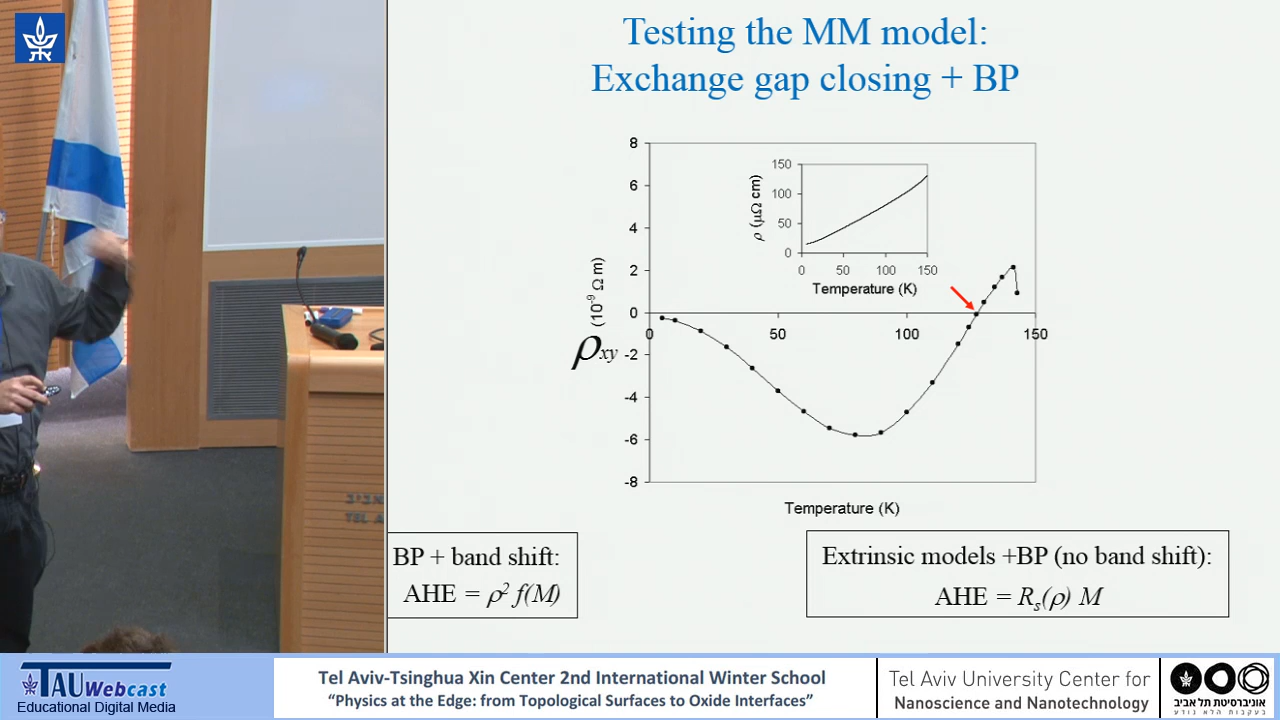 Testing the MM model:
Exchange gap closing + BP
8
6
4
2
0
-2
-4
-6
-8
0
50
100
150
ρxy (10⁻⁹ Ω m)
Temperature (K)
150
100
50
0
0
50
100
150
ρ (μΩ cm)
Temperature (K)
BP + band shift:
AHE = ρ² f(M)
Extrinsic models +BP (no band shift):
AHE = Rs(ρ) M
TEL A
TAU Webcast
Educational Digital Media
Tel Aviv-Tsinghua Xin Center 2nd International Winter School
“Physics at the Edge: from Topological Surfaces to Oxide Interfaces”
Tel Aviv University Center for
Nanoscience and Nanotechnology
אוניברסיטת תל אביב